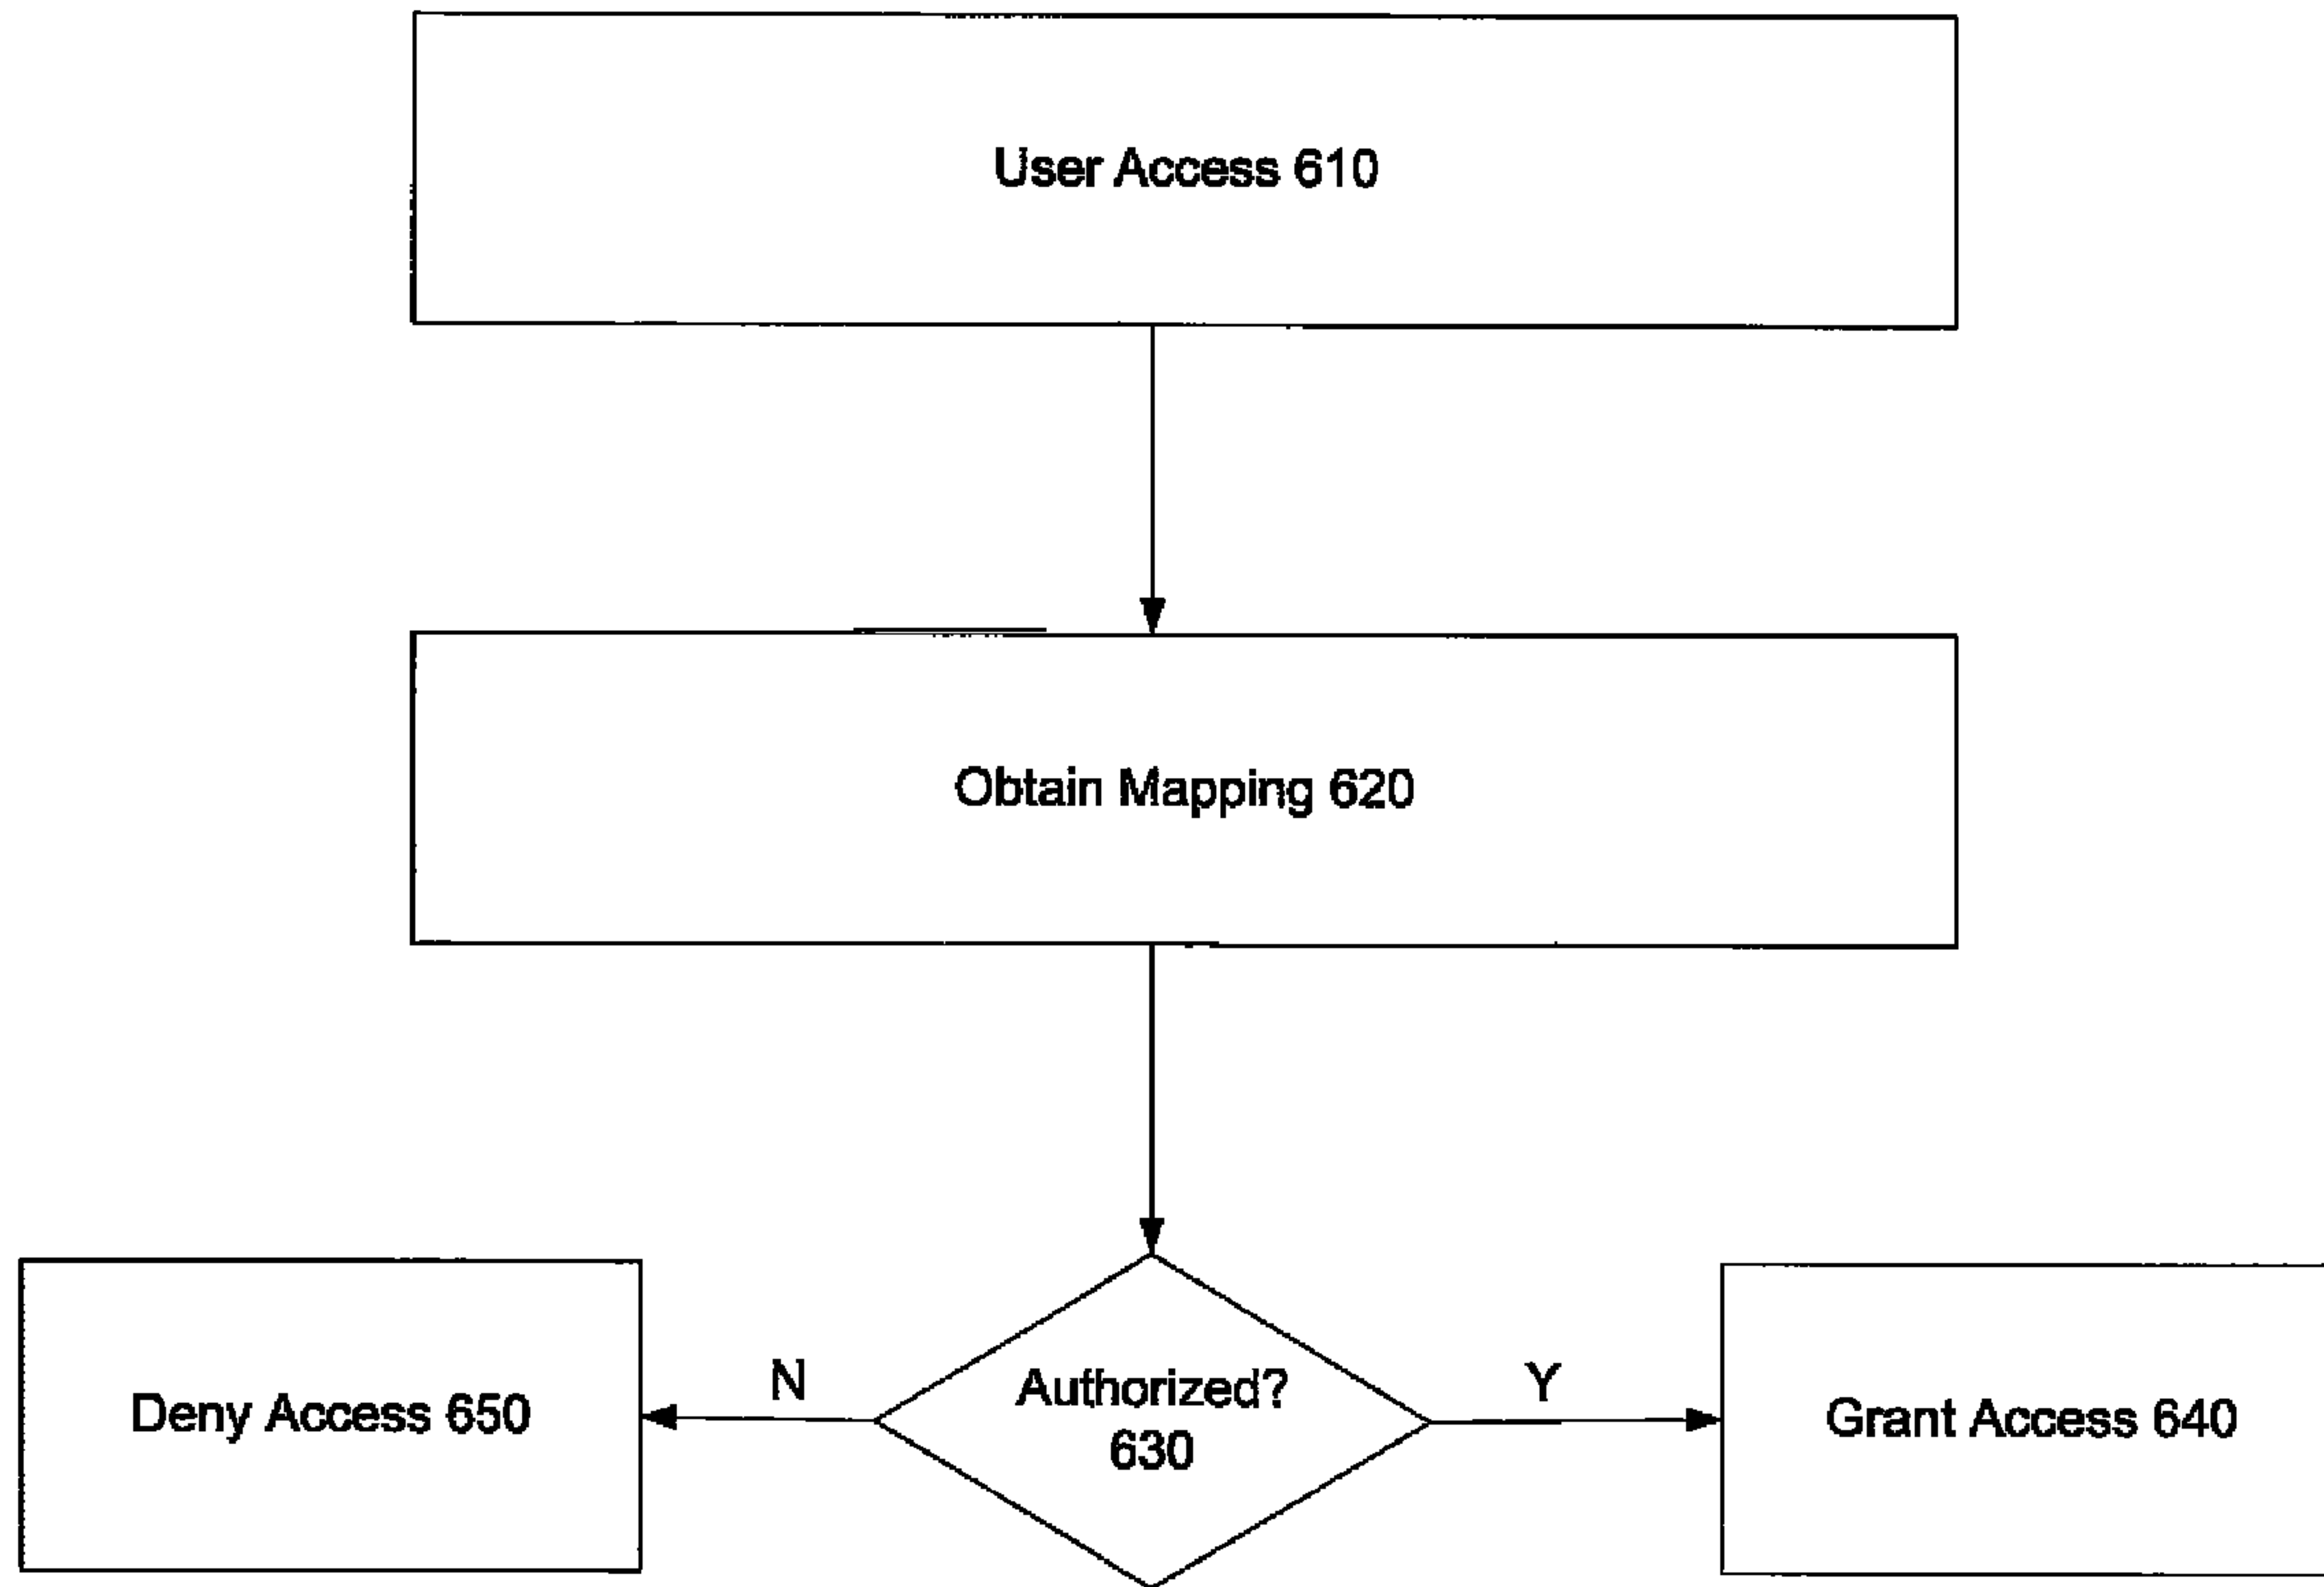 User Access 610
Obtain Mapping 620
Deny Access 650
N
Authorized?
630
Y
Grant Access 640